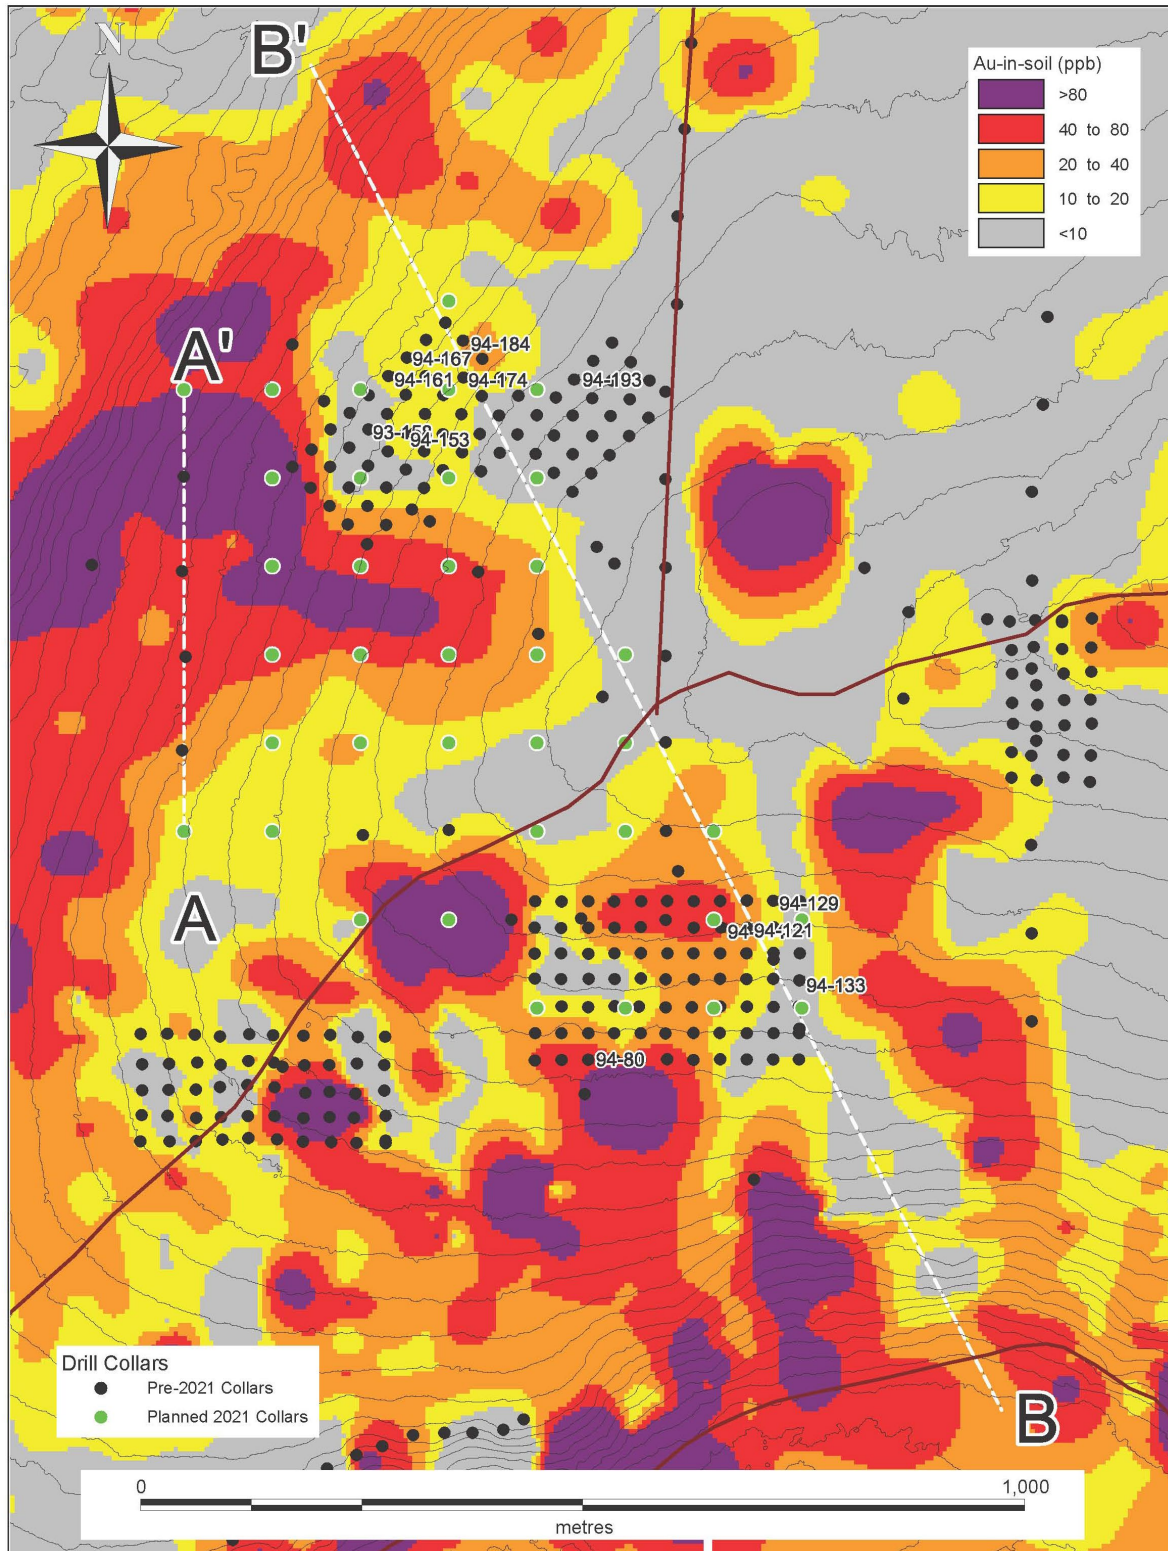 B'
N
Au-in-soil (ppb)
>80
40 to 80
20 to 40
10 to 20
<10
A'
94-184
94-167
94-161
94-174
94-193
94-153
A
94-129
94-121
94-133
94-80
Drill Collars
Pre-2021 Collars
Planned 2021 Collars
B
0
1,000
metres